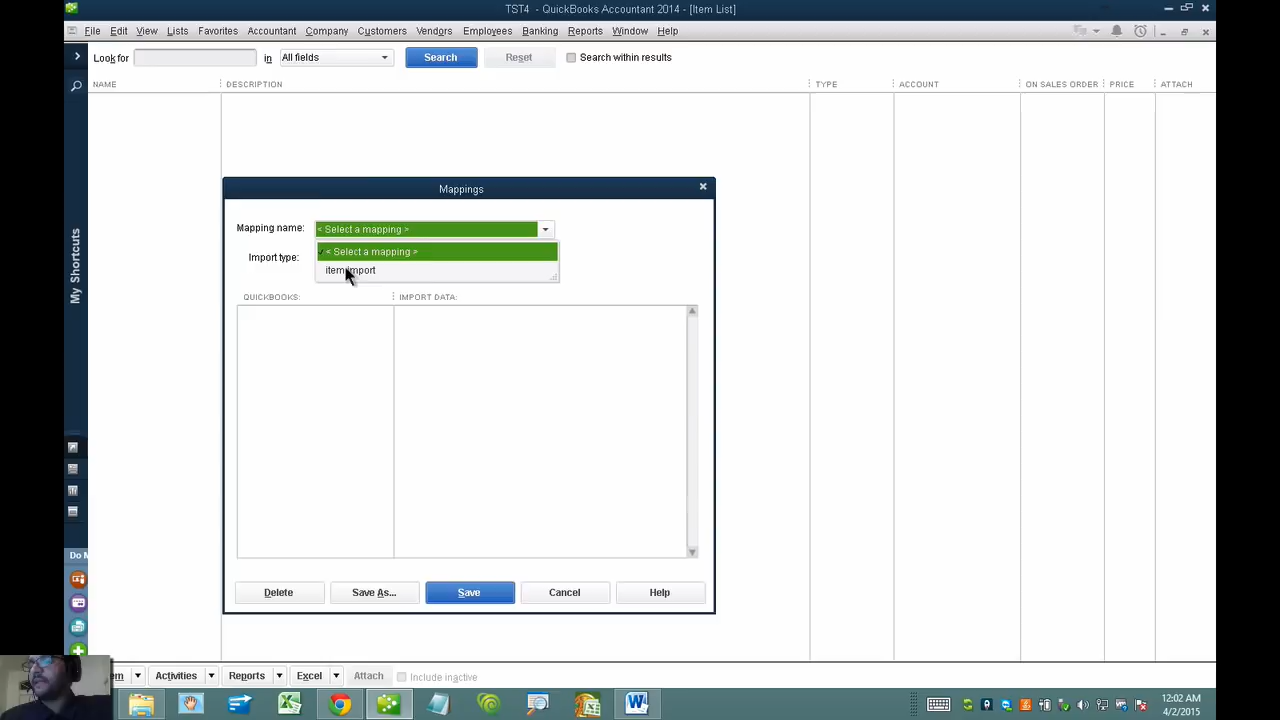 TST4 - QuickBooks Accountant 2014 - [Item List]
File Edit View Lists Favorites Accountant Company Customers Vendors Employees Banking Reports Window Help
Look for in All fields Search Reset Search within results
NAME DESCRIPTION TYPE ACCOUNT ON SALES ORDER PRICE ATTACH
My Shortcuts
Mappings
Mapping name: < Select a mapping >
< Select a mapping >
Import type:
item import
QUICKBOOKS: IMPORT DATA:
Delete Save As... Save Cancel Help
Do M
em Activities Reports Excel Attach Include inactive
12:02 AM
4/2/2015